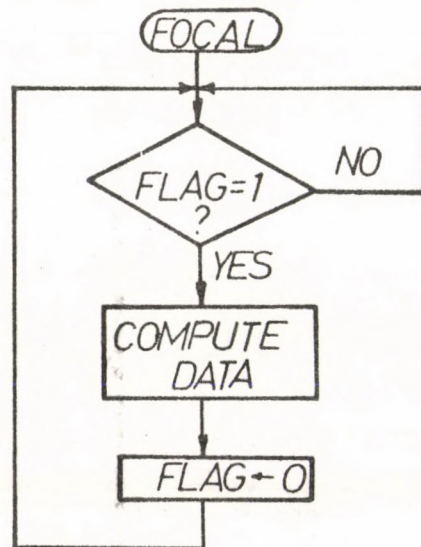 FOCAL
FLAG=1
?
NO
YES
COMPUTE
DATA
FLAG←0